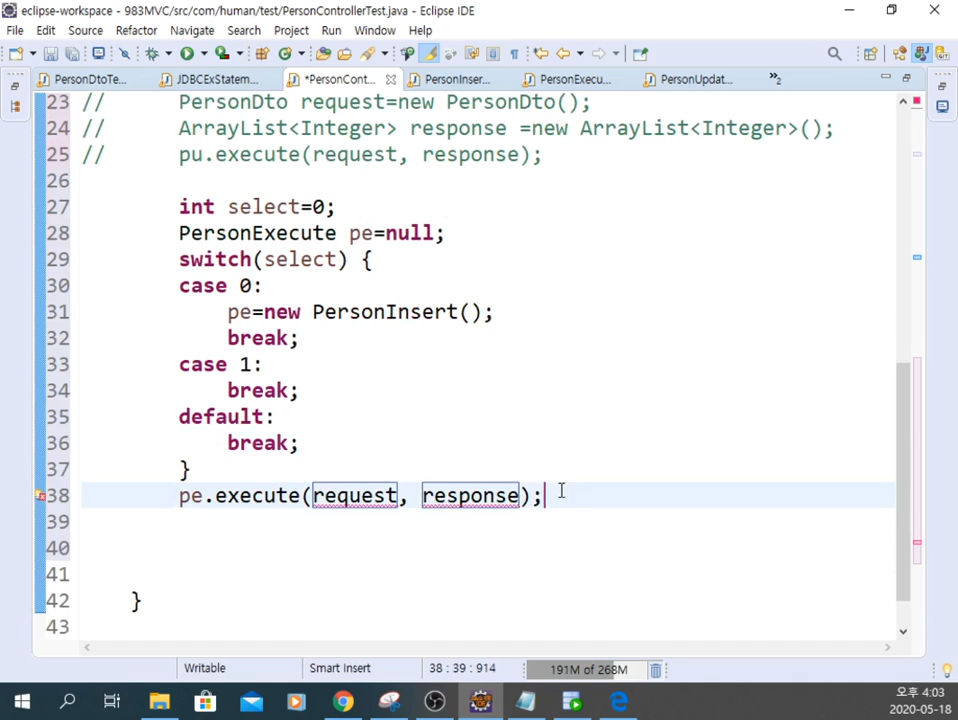 eclipse-workspace - 983MVC/src/com/human/test/PersonControllerTest.java - Eclipse IDE
File Edit Source Refactor Navigate Search Project Run Window Help
PersonDtoTe... JDBCExStatem... *PersonCont... PersonInser... PersonExecu... PersonUpdat... »2
23 // PersonDto request=new PersonDto();
24 // ArrayList<Integer> response =new ArrayList<Integer>();
25 // pu.execute(request, response);
26
27 int select=0;
28 PersonExecute pe=null;
29 switch(select) {
30 case 0:
31 pe=new PersonInsert();
32 break;
33 case 1:
34 break;
35 default:
36 break;
37 }
38 pe.execute(request, response);
39
40
41
42 }
43
Writable Smart Insert 38 : 39 : 914 191M of 268M
오후 4:03
2020-05-18